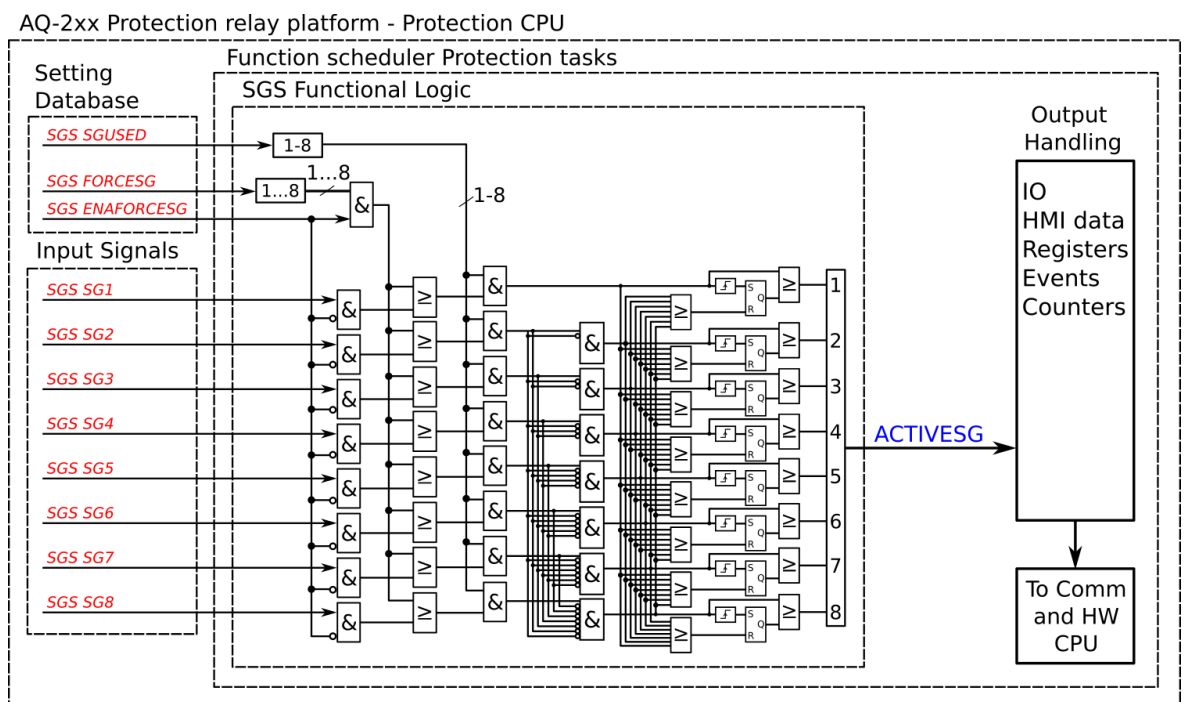 AQ-2xx Protection relay platform - Protection CPU
Function scheduler Protection tasks
SGS Functional Logic
Setting
Database
SGS SGUSED
SGS FORCESG
SGS ENAFORCESG
1-8
1...8
1...8
1-8
&
Input Signals
SGS SG1
SGS SG2
SGS SG3
SGS SG4
SGS SG5
SGS SG6
SGS SG7
SGS SG8
& & & & & & & &
≥ ≥ ≥ ≥ ≥ ≥ ≥ ≥
& & & & & & & &
& & & & & & &
≥ ≥ ≥ ≥ ≥ ≥ ≥ ≥
S Q R
S Q R
S Q R
S Q R
S Q R
S Q R
S Q R
S Q R
≥ ≥ ≥ ≥ ≥ ≥ ≥ ≥
1
2
3
4
5
6
7
8
ACTIVESG
Output
Handling
IO
HMI data
Registers
Events
Counters
To Comm
and HW
CPU